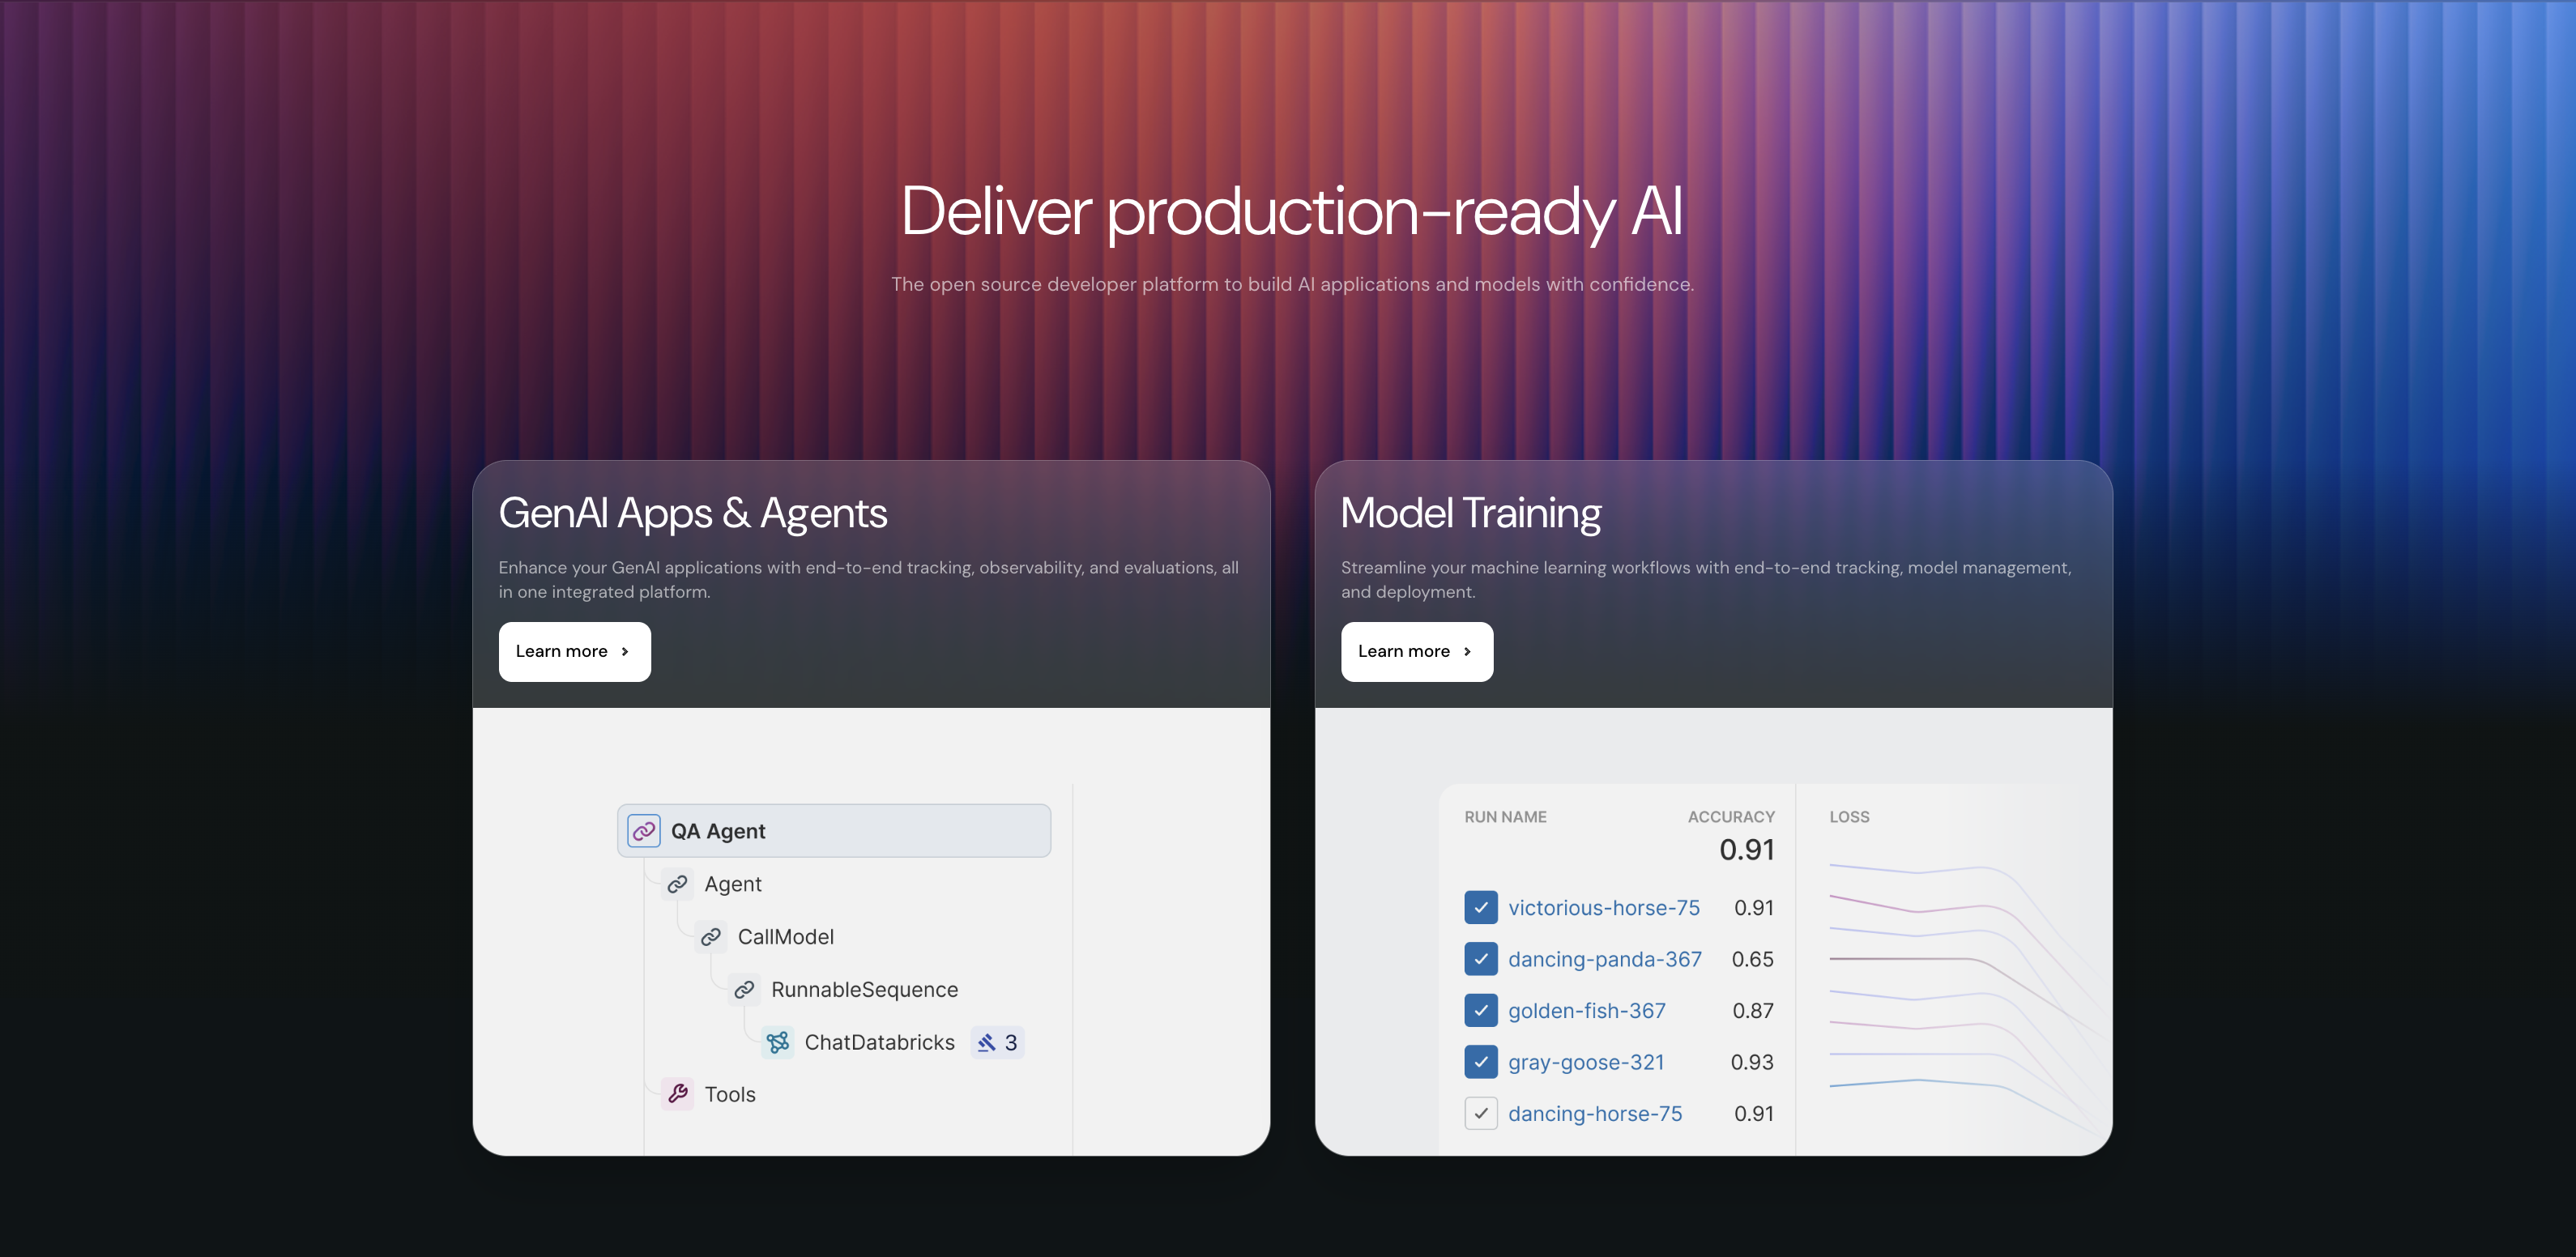 Deliver production-ready AI
The open source developer platform to build AI applications and models with confidence.
GenAI Apps & Agents
Enhance your GenAI applications with end-to-end tracking, observability, and evaluations, all
in one integrated platform.
Learn more
QA Agent
Agent
CallModel
RunnableSequence
ChatDatabricks 3
Tools
Model Training
Streamline your machine learning workflows with end-to-end tracking, model management,
and deployment.
Learn more
RUN NAME ACCURACY LOSS
0.91
victorious-horse-75 0.91
dancing-panda-367 0.65
golden-fish-367 0.87
gray-goose-321 0.93
dancing-horse-75 0.91